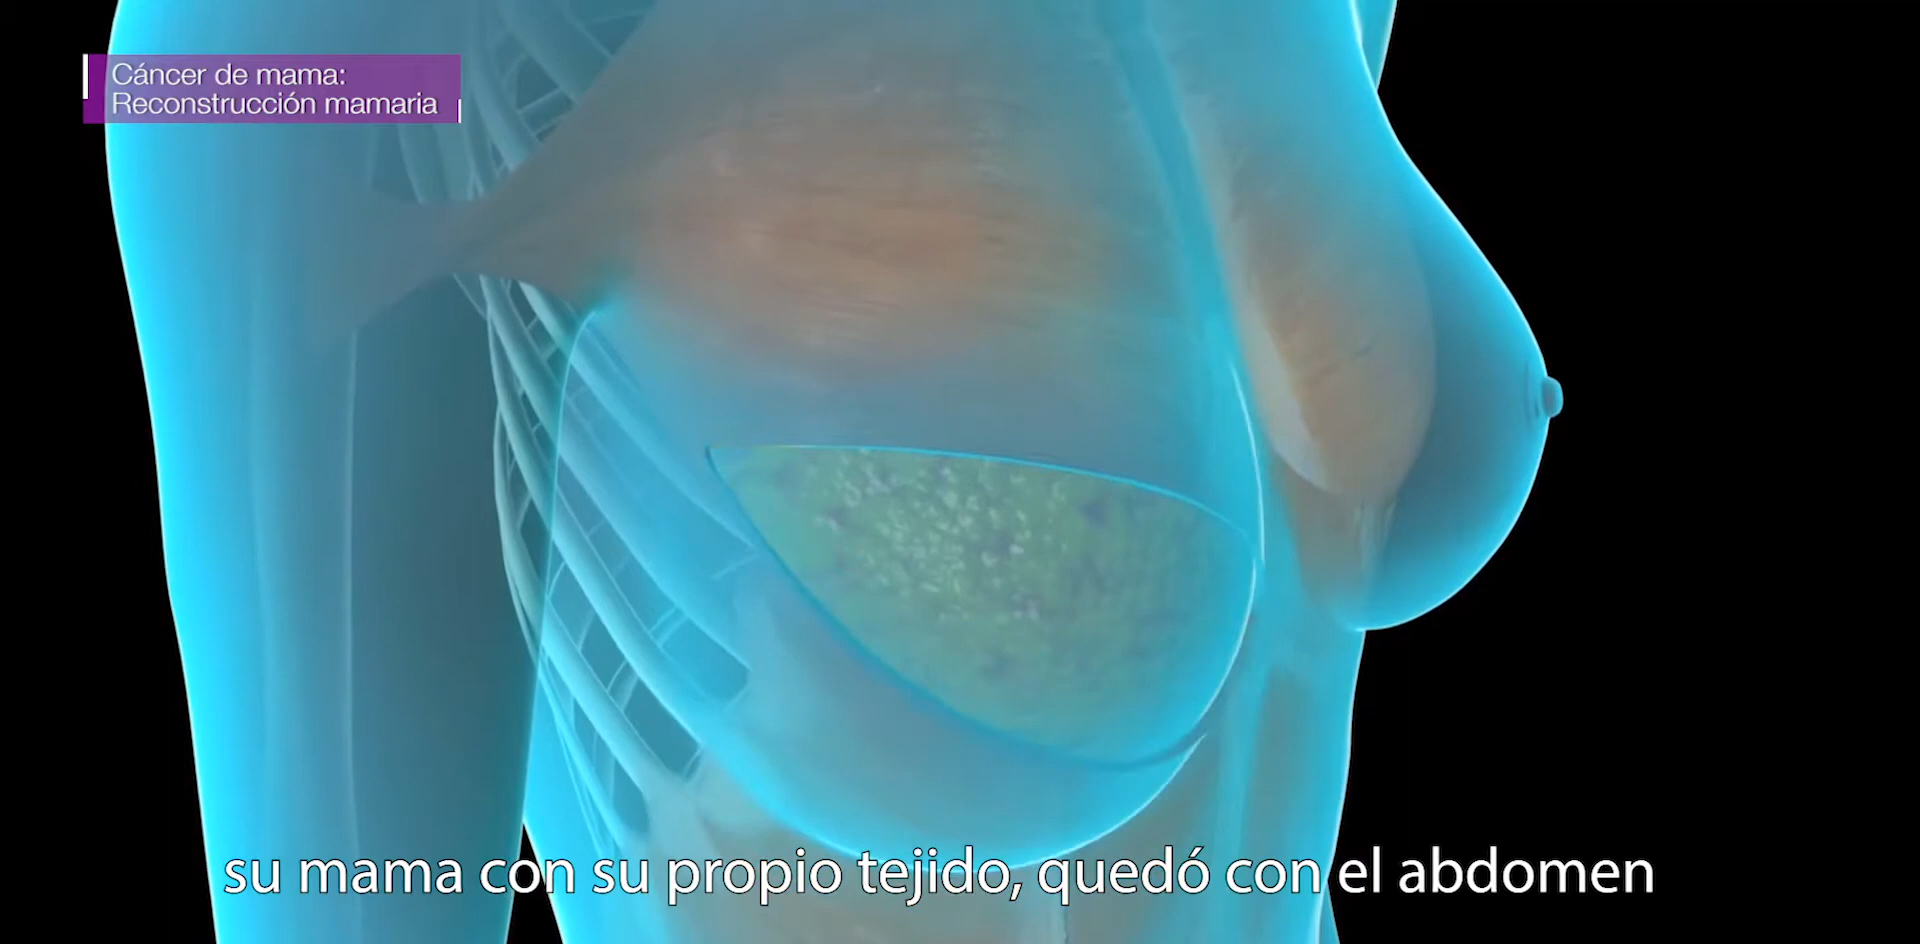 Cáncer de mama:
Reconstrucción mamaria
su mama con su propio tejido, quedó con el abdomen